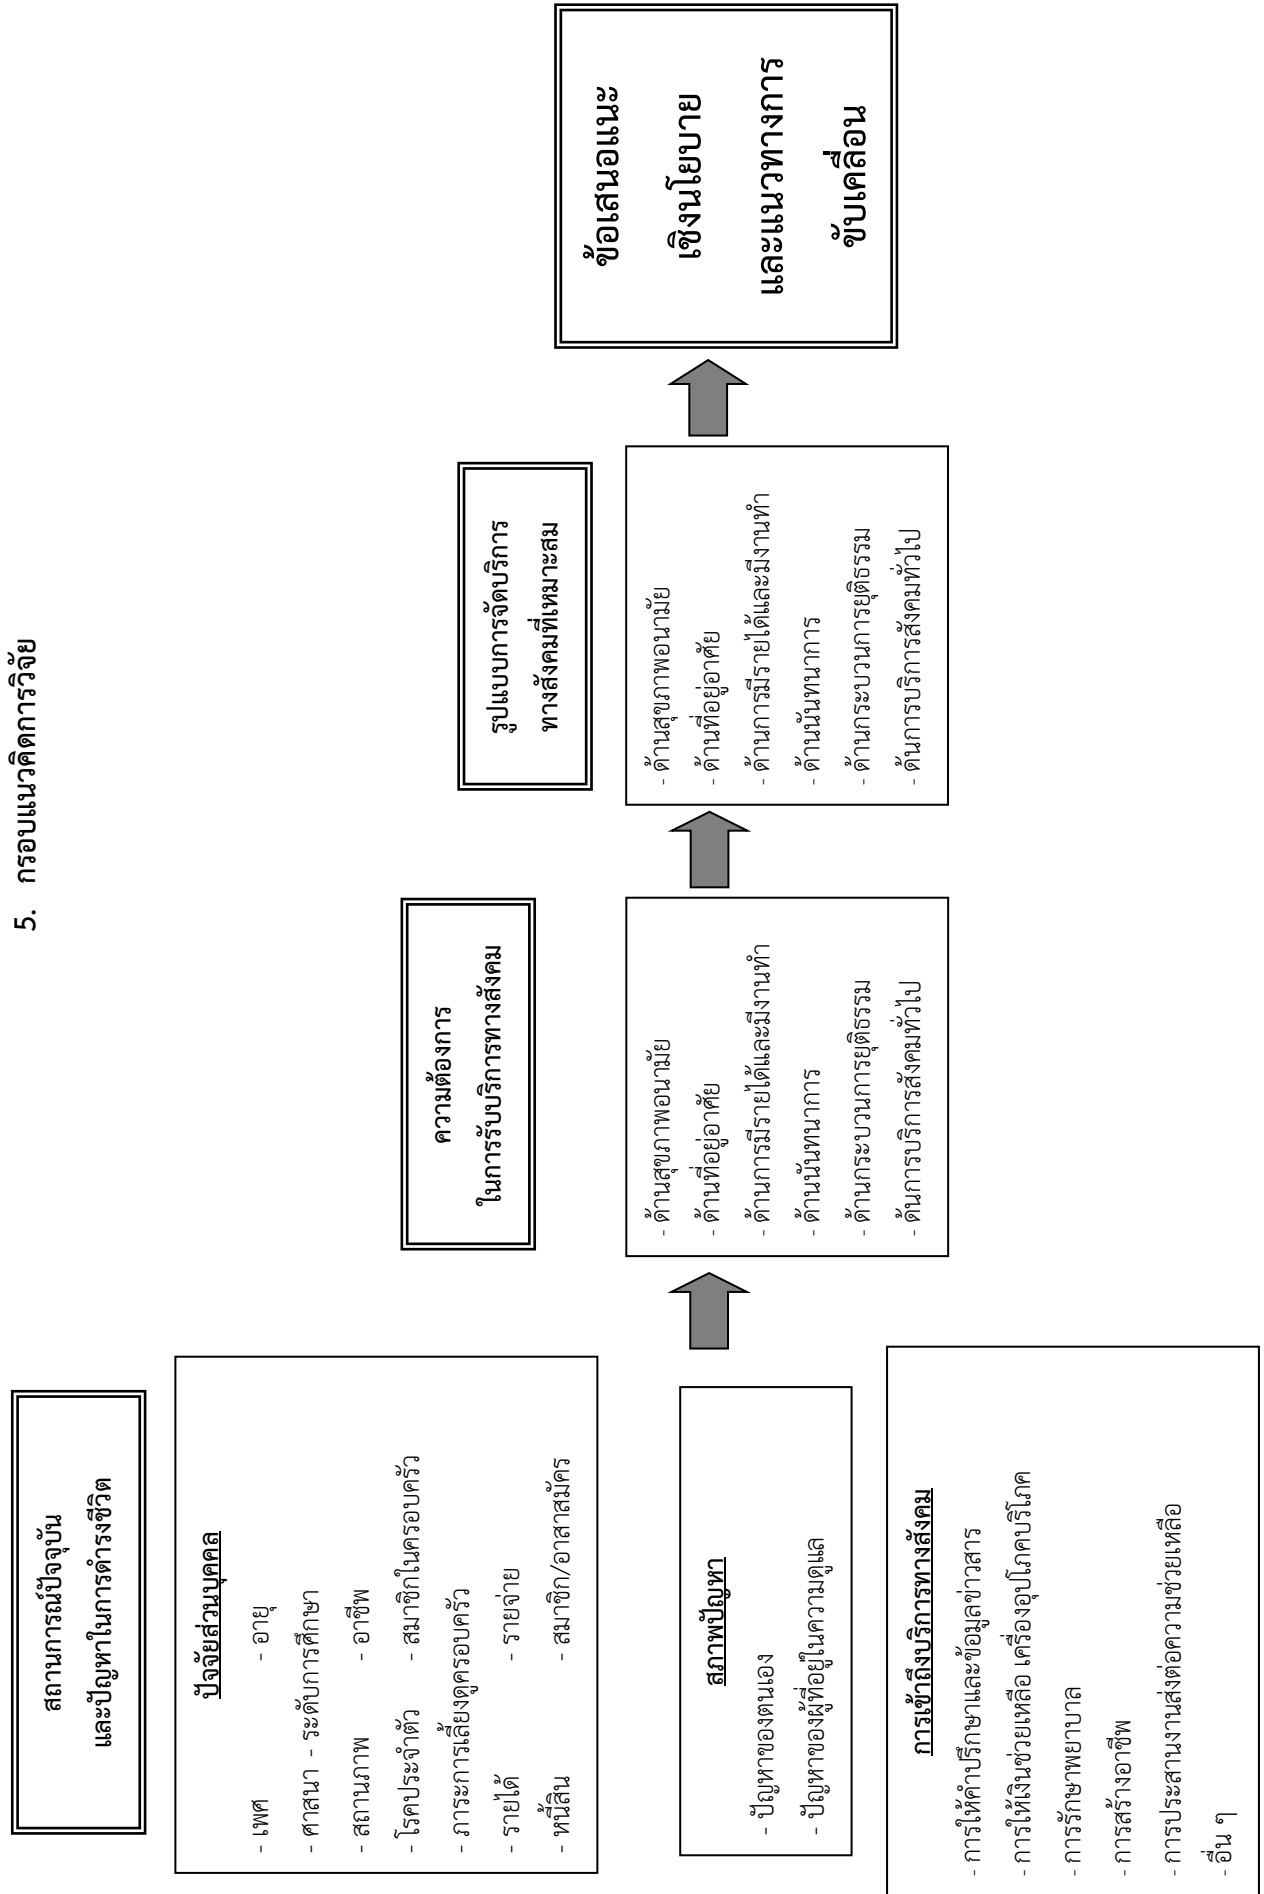 5. กรอบแนวคิดการวิจัย
สถานการณ์ปัจจุบัน
และปัญหาในการดำรงชีวิต
ปัจจัยส่วนบุคคล
- เพศ - อายุ
- ศาสนา - ระดับการศึกษา
- สถานภาพ - อาชีพ
- โรคประจำตัว - สมาชิกในครอบครัว
- ภาระการเลี้ยงดูครอบครัว
- รายได้ - รายจ่าย
- หนี้สิน - สมาชิก/อาสาสมัคร
สภาพปัญหา
- ปัญหาของตนเอง
- ปัญหาของผู้ที่อยู่ในความดูแล
การเข้าถึงบริการทางสังคม
- การให้คำปรึกษาและข้อมูลข่าวสาร
- การให้เงินช่วยเหลือ เครื่องอุปโภคบริโภค
- การรักษาพยาบาล
- การสร้างอาชีพ
- การประสานงานส่งต่อความช่วยเหลือ
- อื่น ๆ
ความต้องการ
ในการรับบริการทางสังคม
- ด้านสุขภาพอนามัย
- ด้านที่อยู่อาศัย
- ด้านการมีรายได้และมีงานทำ
- ด้านนันทนาการ
- ด้านกระบวนการยุติธรรม
- ด้นการบริการสังคมทั่วไป
รูปแบบการจัดบริการ
ทางสังคมที่เหมาะสม
- ด้านสุขภาพอนามัย
- ด้านที่อยู่อาศัย
- ด้านการมีรายได้และมีงานทำ
- ด้านนันทนาการ
- ด้านกระบวนการยุติธรรม
- ด้นการบริการสังคมทั่วไป
ข้อเสนอแนะ
เชิงนโยบาย
และแนวทางการ
ขับเคลื่อน